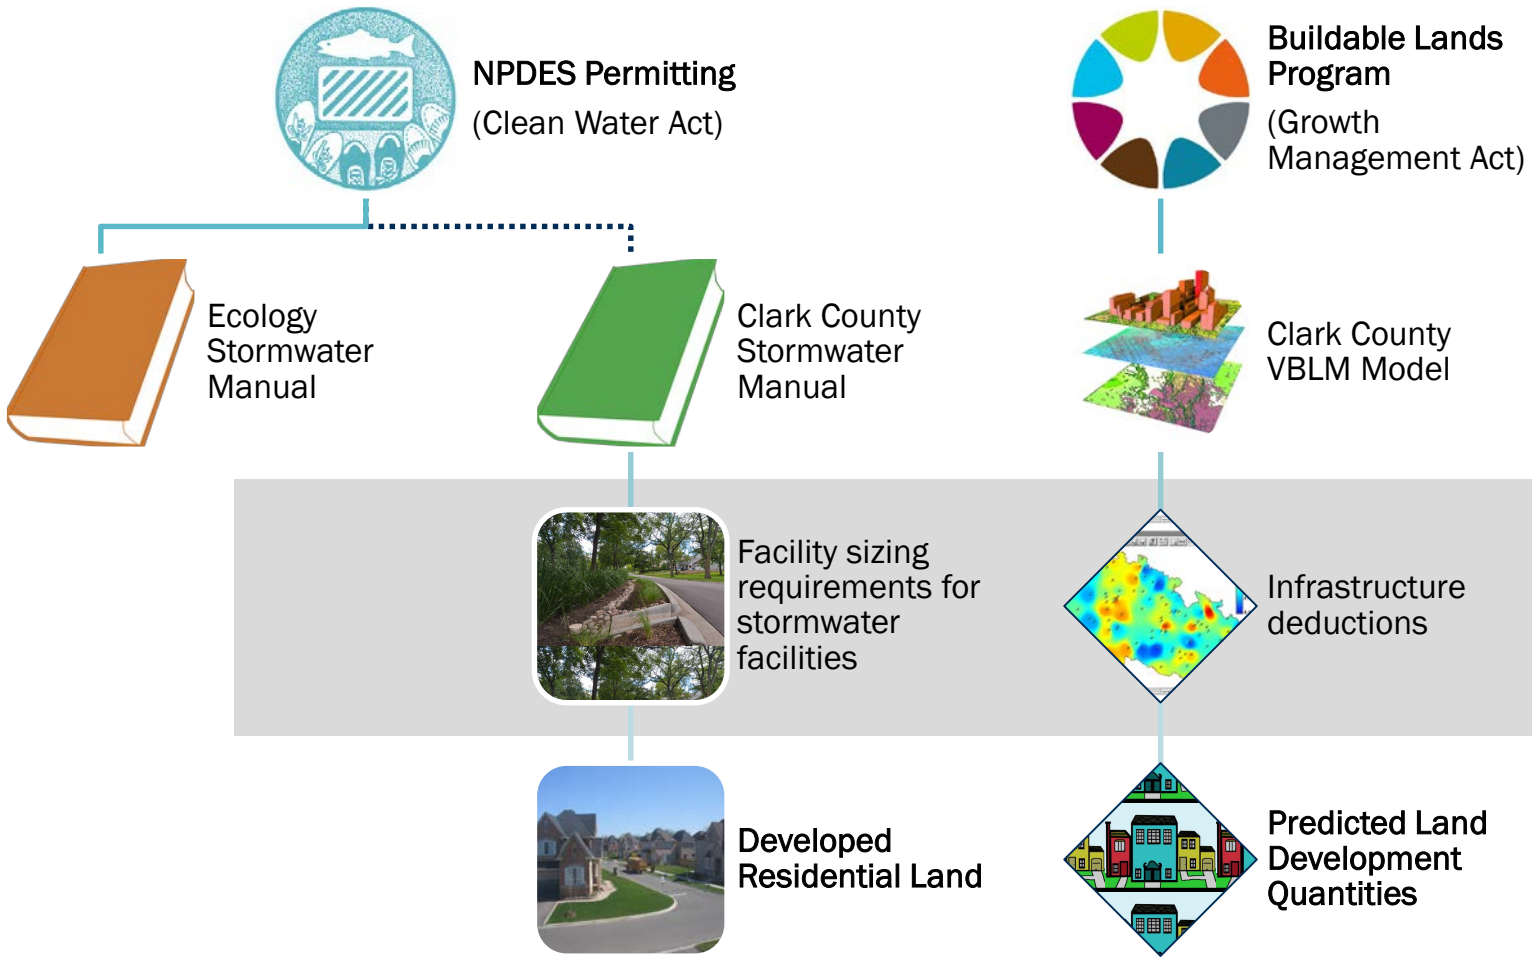 NPDES Permitting
(Clean Water Act)
Buildable Lands
Program
(Growth
Management Act)
Ecology
Stormwater
Manual
Clark County
Stormwater
Manual
Clark County
VBLM Model
Facility sizing
requirements for
stormwater
facilities
Infrastructure
deductions
Developed
Residential Land
Predicted Land
Development
Quantities